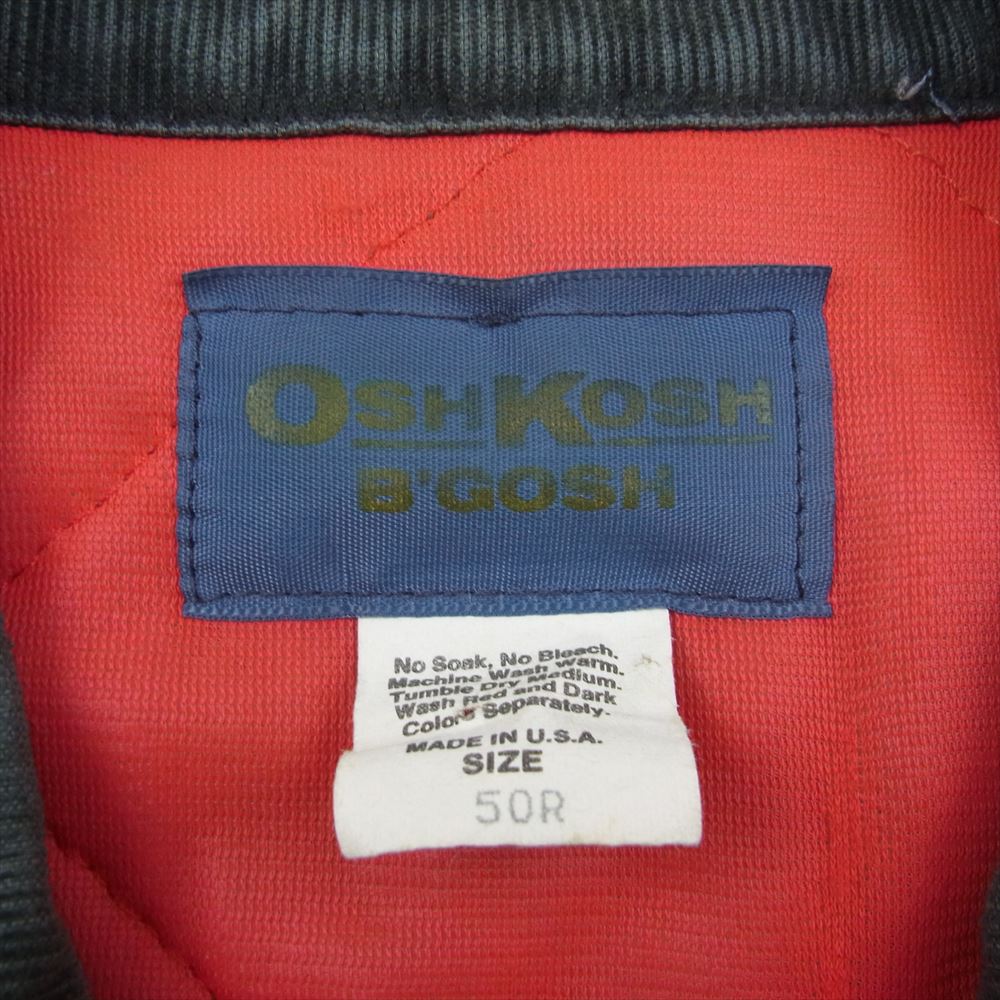 OSHKOSH
B'GOSH
No Soak, No Bleach.
Machine Wash warm.
Tumble Dry Medium.
Wash Red and Dark
Colors Separately.
MADE IN U.S.A.
SIZE
50R